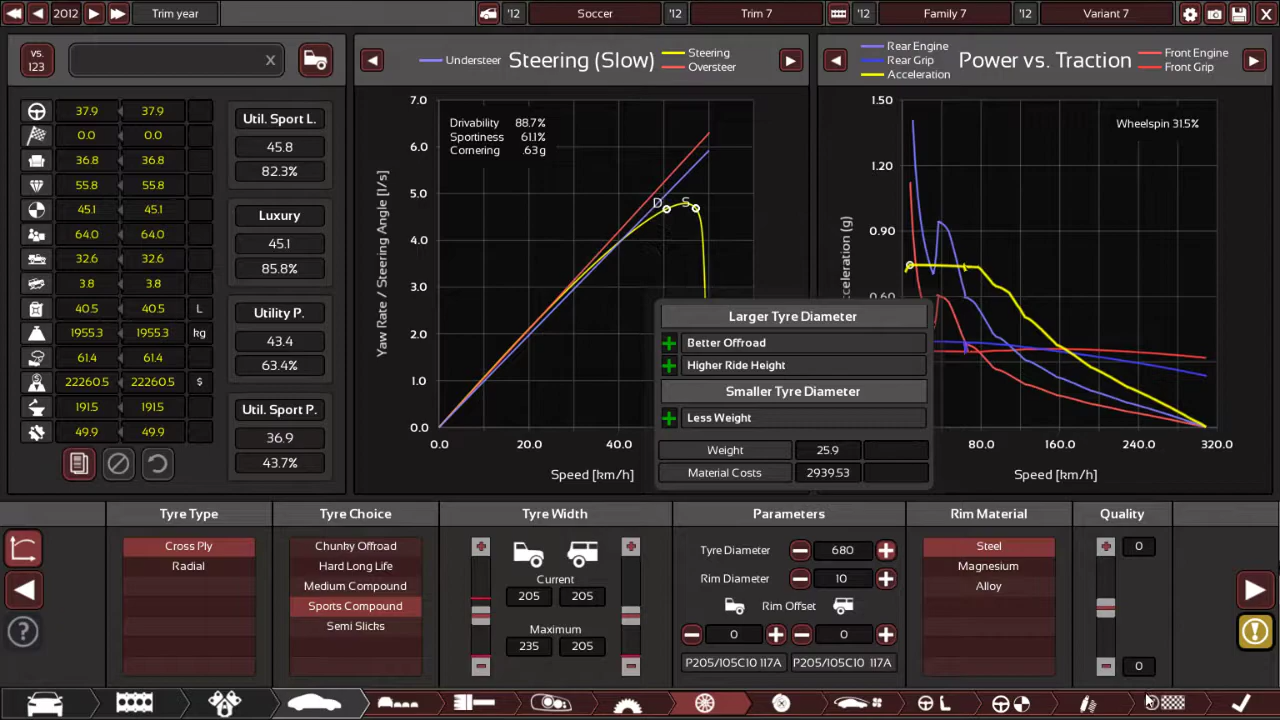 2012
Trim year
'12
Soccer
'12
Trim 7
'12
Family 7
'12
Variant 7
vs.
123
x
37.9 37.9
0.0 0.0
36.8 36.8
55.8 55.8
45.1 45.1
64.0 64.0
32.6 32.6
3.8 3.8
40.5 40.5 L
1955.3 1955.3 kg
61.4 61.4
22260.5 22260.5 $
191.5 191.5
49.9 49.9
Util. Sport L.
45.8
82.3%
Luxury
45.1
85.8%
Utility P.
43.4
63.4%
Util. Sport P.
36.9
43.7%
Understeer
Steering (Slow)
Steering
Oversteer
Drivability 88.7%
Sportiness 61.1%
Cornering .63g
D S
Yaw Rate / Steering Angle [1/s]
7.0
6.0
5.0
4.0
3.0
2.0
1.0
0.0
0.0 20.0 40.0
Speed [km/h]
Rear Engine
Rear Grip
Acceleration
Power vs. Traction
Front Engine
Front Grip
Wheelspin 31.5%
1.50
1.20
0.90
0.60
80.0 160.0 240.0 320.0
Speed [km/h]
Larger Tyre Diameter
Better Offroad
Higher Ride Height
Smaller Tyre Diameter
Less Weight
Weight 25.9
Material Costs 2939.53
Tyre Type
Cross Ply
Radial
Tyre Choice
Chunky Offroad
Hard Long Life
Medium Compound
Sports Compound
Semi Slicks
Tyre Width
Current
205 205
Maximum
235 205
Parameters
Tyre Diameter 680
Rim Diameter 10
Rim Offset
0 0
P205/105C10 117A P205/105C10 117A
Rim Material
Steel
Magnesium
Alloy
Quality
0
0